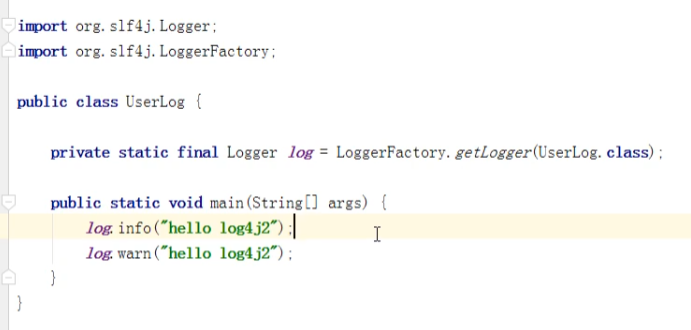 import org.slf4j.Logger;
import org.slf4j.LoggerFactory;
public class UserLog {
private static final Logger log = LoggerFactory.getLogger(UserLog.class);
public static void main(String[] args) {
log.info("hello log4j2");
log.warn("hello log4j2");
}
}